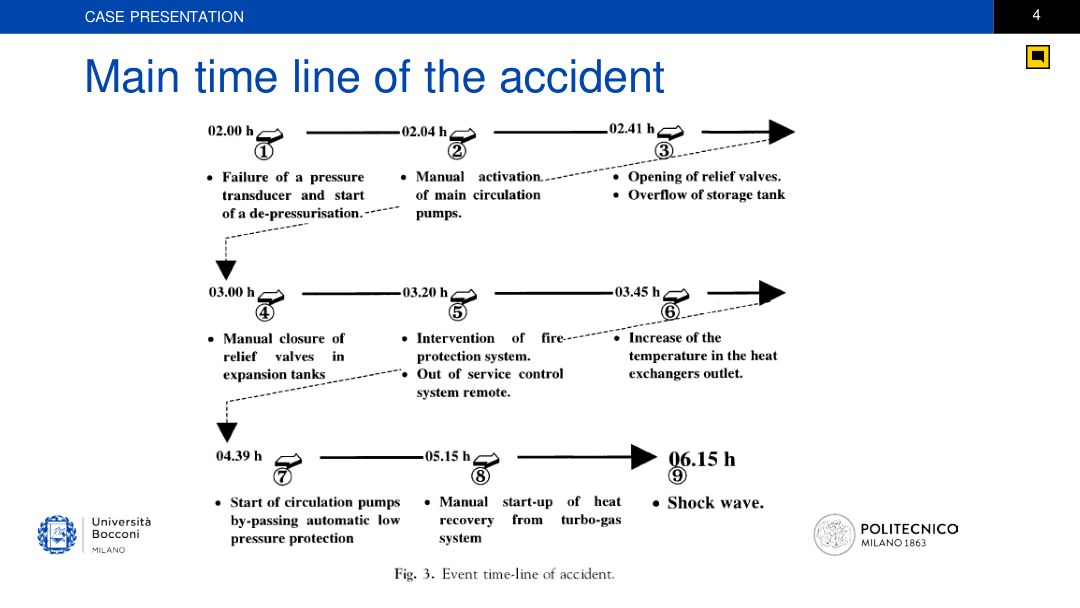 CASE PRESENTATION
4
Main time line of the accident
02.00 h
①
• Failure of a pressure
transducer and start
of a de-pressurisation.
02.04 h
②
• Manual activation
of main circulation
pumps.
02.41 h
③
• Opening of relief valves.
• Overflow of storage tank
03.00 h
④
• Manual closure of
relief valves in
expansion tanks
03.20 h
⑤
• Intervention of fire
protection system.
• Out of service control
system remote.
03.45 h
⑥
• Increase of the
temperature in the heat
exchangers outlet.
04.39 h
⑦
• Start of circulation pumps
by-passing automatic low
pressure protection
05.15 h
⑧
• Manual start-up of heat
recovery from turbo-gas
system
06.15 h
⑨
• Shock wave.
Fig. 3. Event time-line of accident.
Università
Bocconi
MILANO
POLITECNICO
MILANO 1863